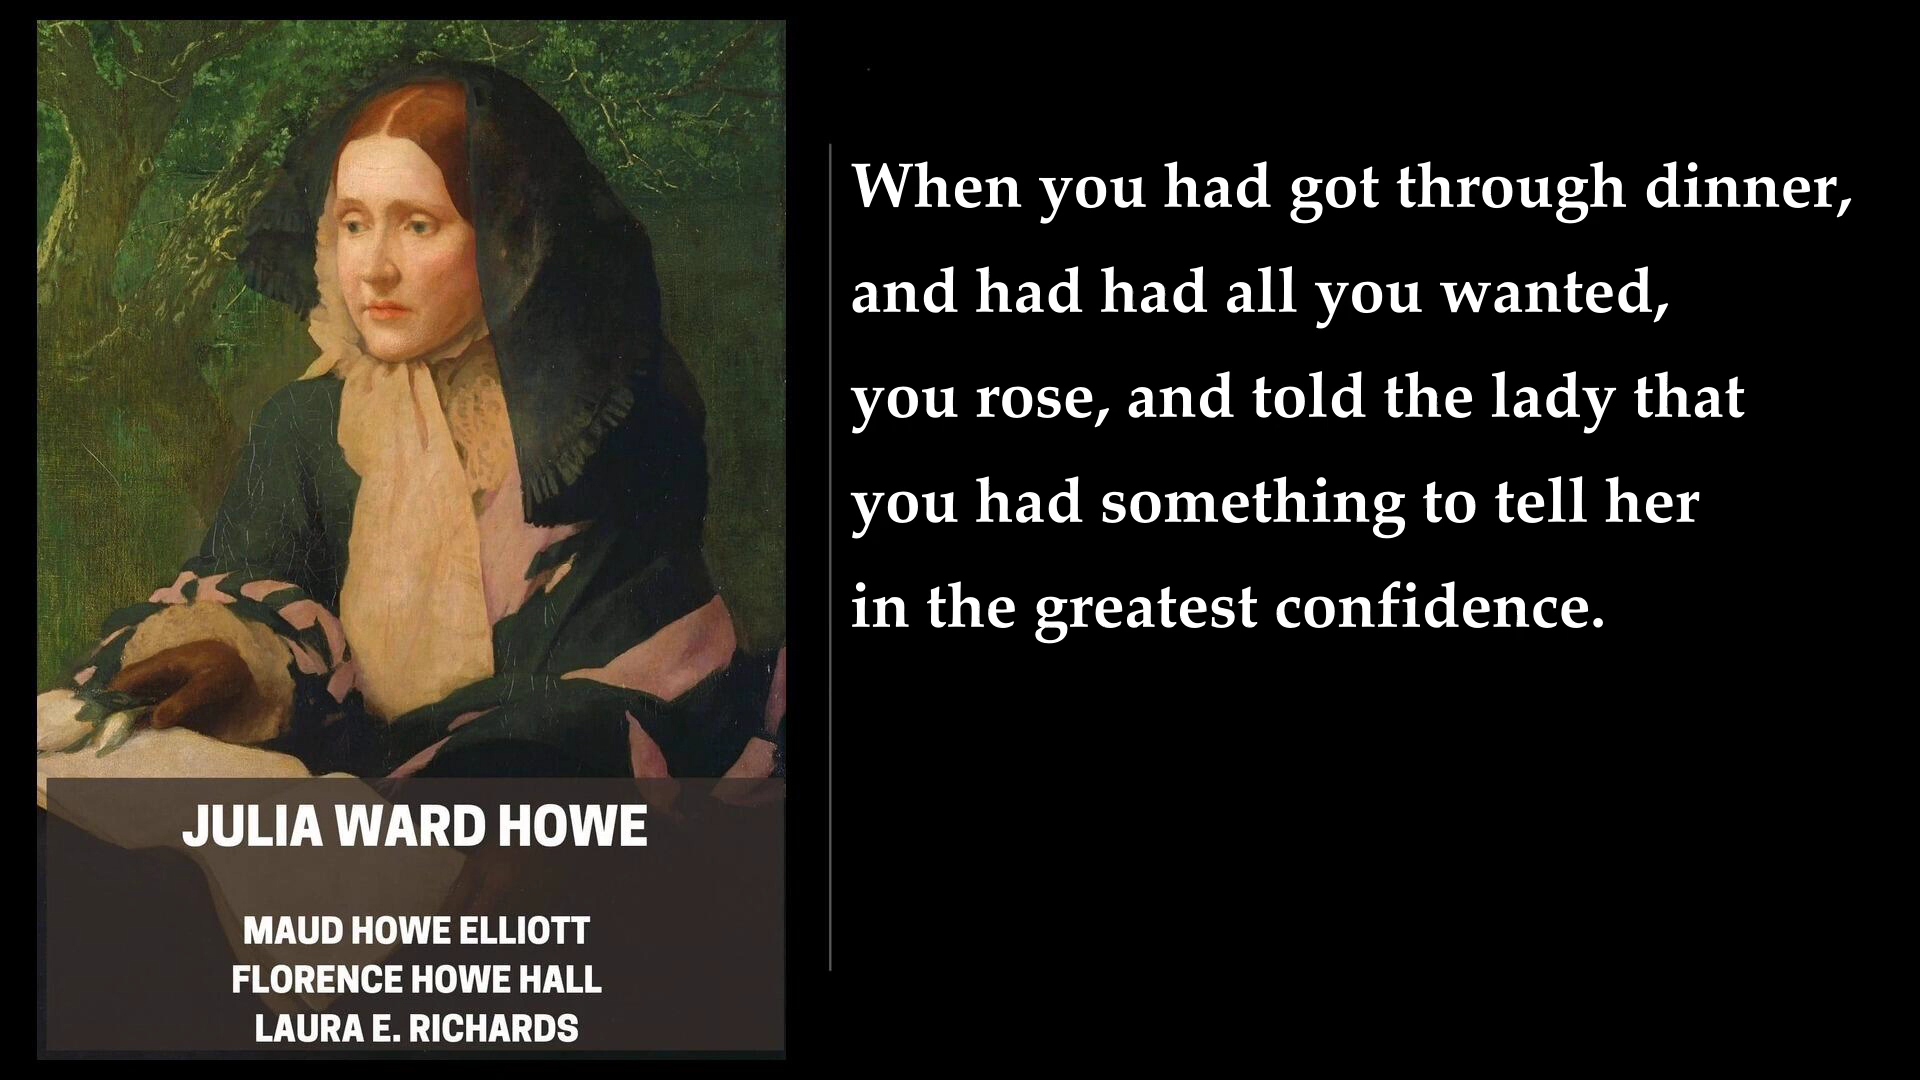 JULIA WARD HOWE
MAUD HOWE ELLIOTT
FLORENCE HOWE HALL
LAURA E. RICHARDS
When you had got through dinner,
and had had all you wanted,
you rose, and told the lady that
you had something to tell her
in the greatest confidence.